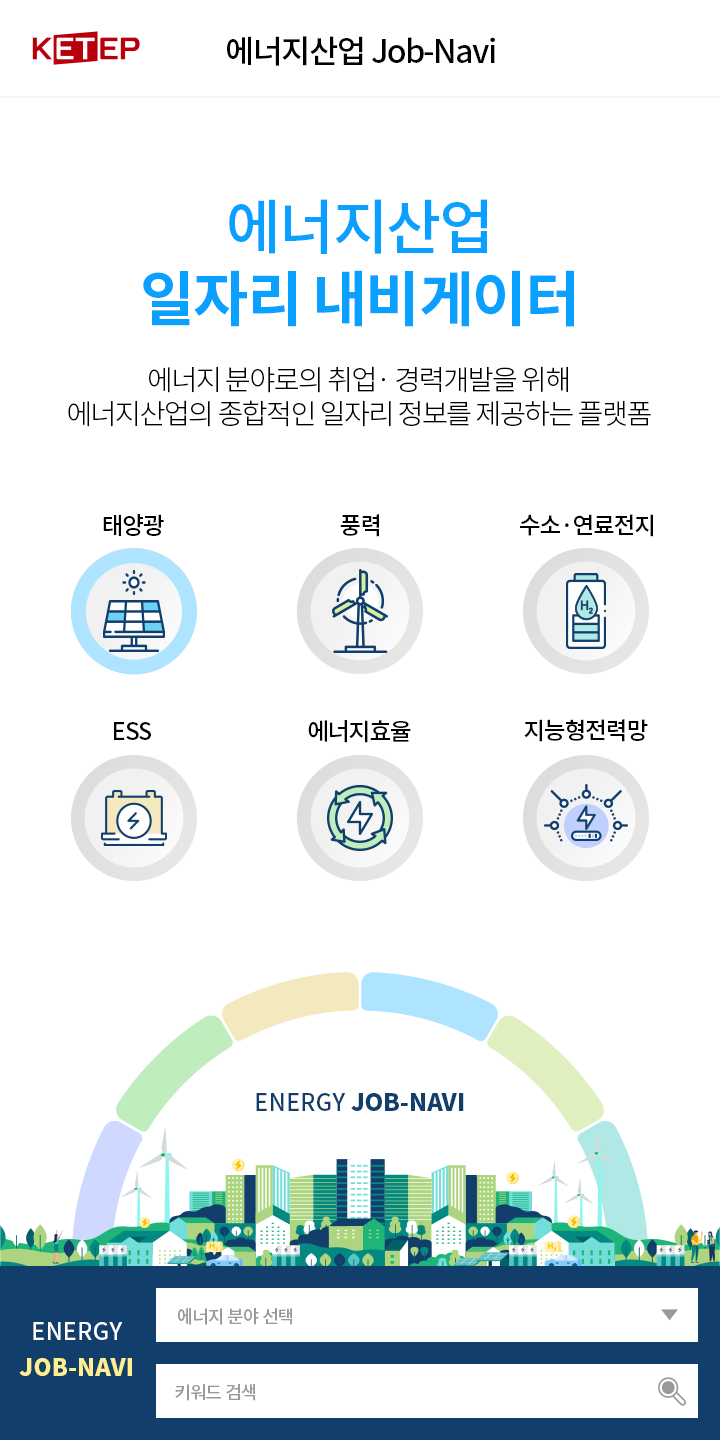 KETEP 에너지산업 Job-Navi
에너지산업
일자리 내비게이터
에너지 분야로의 취업· 경력개발을 위해
에너지산업의 종합적인 일자리 정보를 제공하는 플랫폼
태양광 풍력 수소·연료전지
H2
ESS 에너지효율 지능형전력망
ENERGY JOB-NAVI
H2
H2
ENERGY
JOB-NAVI
에너지 분야 선택
키워드 검색